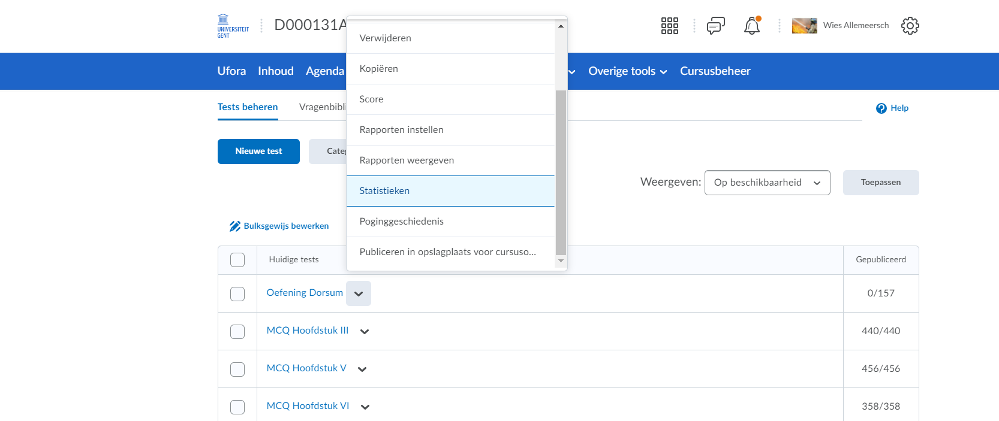 UNIVERSITEIT
GENT
D000131A
Wies Allemeersch
Ufora
Inhoud
Agenda
Overige tools
Cursusbeheer
Verwijderen
Kopiëren
Score
Rapporten instellen
Rapporten weergeven
Statistieken
Poginggeschiedenis
Publiceren in opslagplaats voor cursuso...
Tests beheren
Vragenbibli
Help
Nieuwe test
Categ
Weergeven:
Op beschikbaarheid
Toepassen
Bulksgewijs bewerken
Huidige tests
Gepubliceerd
Oefening Dorsum
0/157
MCQ Hoofdstuk III
440/440
MCQ Hoofdstuk V
456/456
MCQ Hoofdstuk VI
358/358